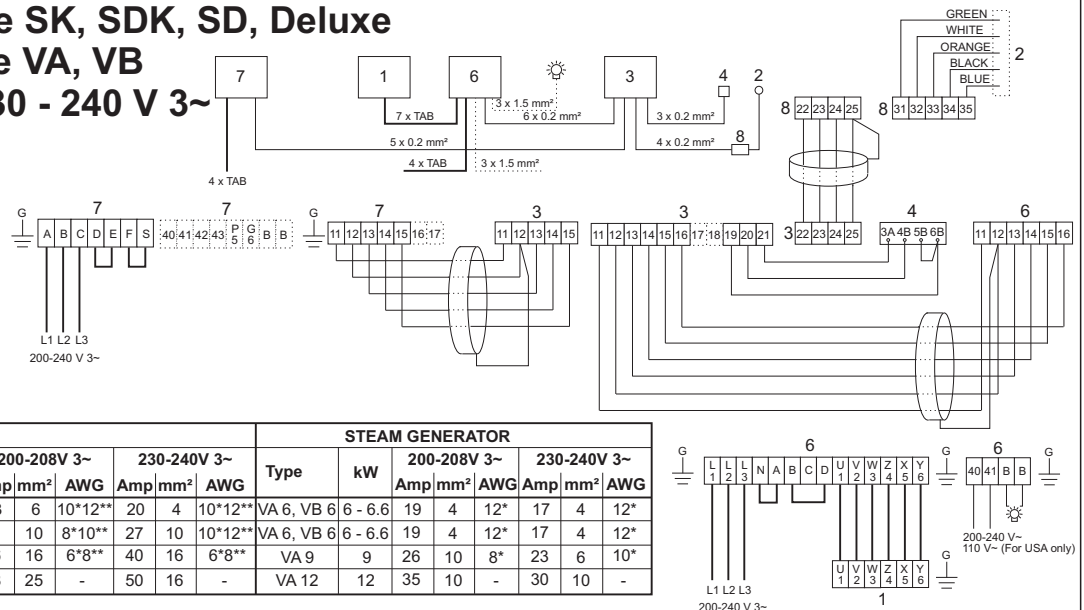 e SK, SDK, SD, Deluxe
e VA, VB
30 - 240 V 3~
7
1
6
3
4
2
8
3 x 1.5 mm²
7 x TAB
6 x 0.2 mm²
3 x 0.2 mm²
5 x 0.2 mm²
4 x 0.2 mm²
4 x TAB
3 x 1.5 mm²
4 x TAB
GREEN
WHITE
ORANGE
BLACK
BLUE
2
8 22 23 24 25
8 31 32 33 34 35
G
7
A B C D E F S
7
40 41 42 43 P5 G6 B B
G
7
11 12 13 14 15 16 17
3
11 12 13 14 15
3
11 12 13 14 15 16 17 18 19 20 21
3 22 23 24 25
4
3A 4B 5B 6B
6
11 12 13 14 15 16
L1 L2 L3
200-240 V 3~
STEAM GENERATOR
200-208V 3~ 230-240V 3~ Type kW 200-208V 3~ 230-240V 3~
mm² AWG Amp mm² AWG Amp mm² AWG Amp mm² AWG
6 10*12** 20 4 10*12** VA 6, VB 6 6 - 6.6 19 4 12* 17 4 12*
10 8*10** 27 10 10*12** VA 6, VB 6 6 - 6.6 19 4 12* 17 4 12*
16 6*8** 40 16 6*8** VA 9 9 26 10 8* 23 6 10*
25 - 50 16 - VA 12 12 35 10 - 30 10 -
G
6
L1 L2 L3 N A B C D U1 V2 W3 Z4 X5 Y6
G
6
40 41 B B
G
200-240 V~
110 V~ (For USA only)
U1 V2 W3 Z4 X5 Y6
1
L1 L2 L3
200-240 V 3~